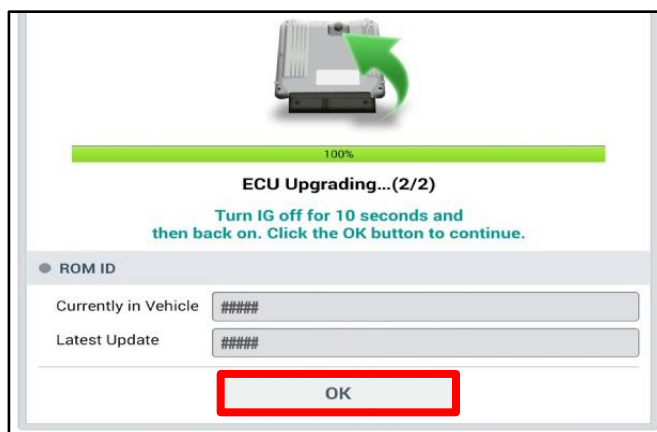 100%
ECU Upgrading...(2/2)
Turn IG off for 10 seconds and
then back on. Click the OK button to continue.
ROM ID
Currently in Vehicle #####
Latest Update #####
OK